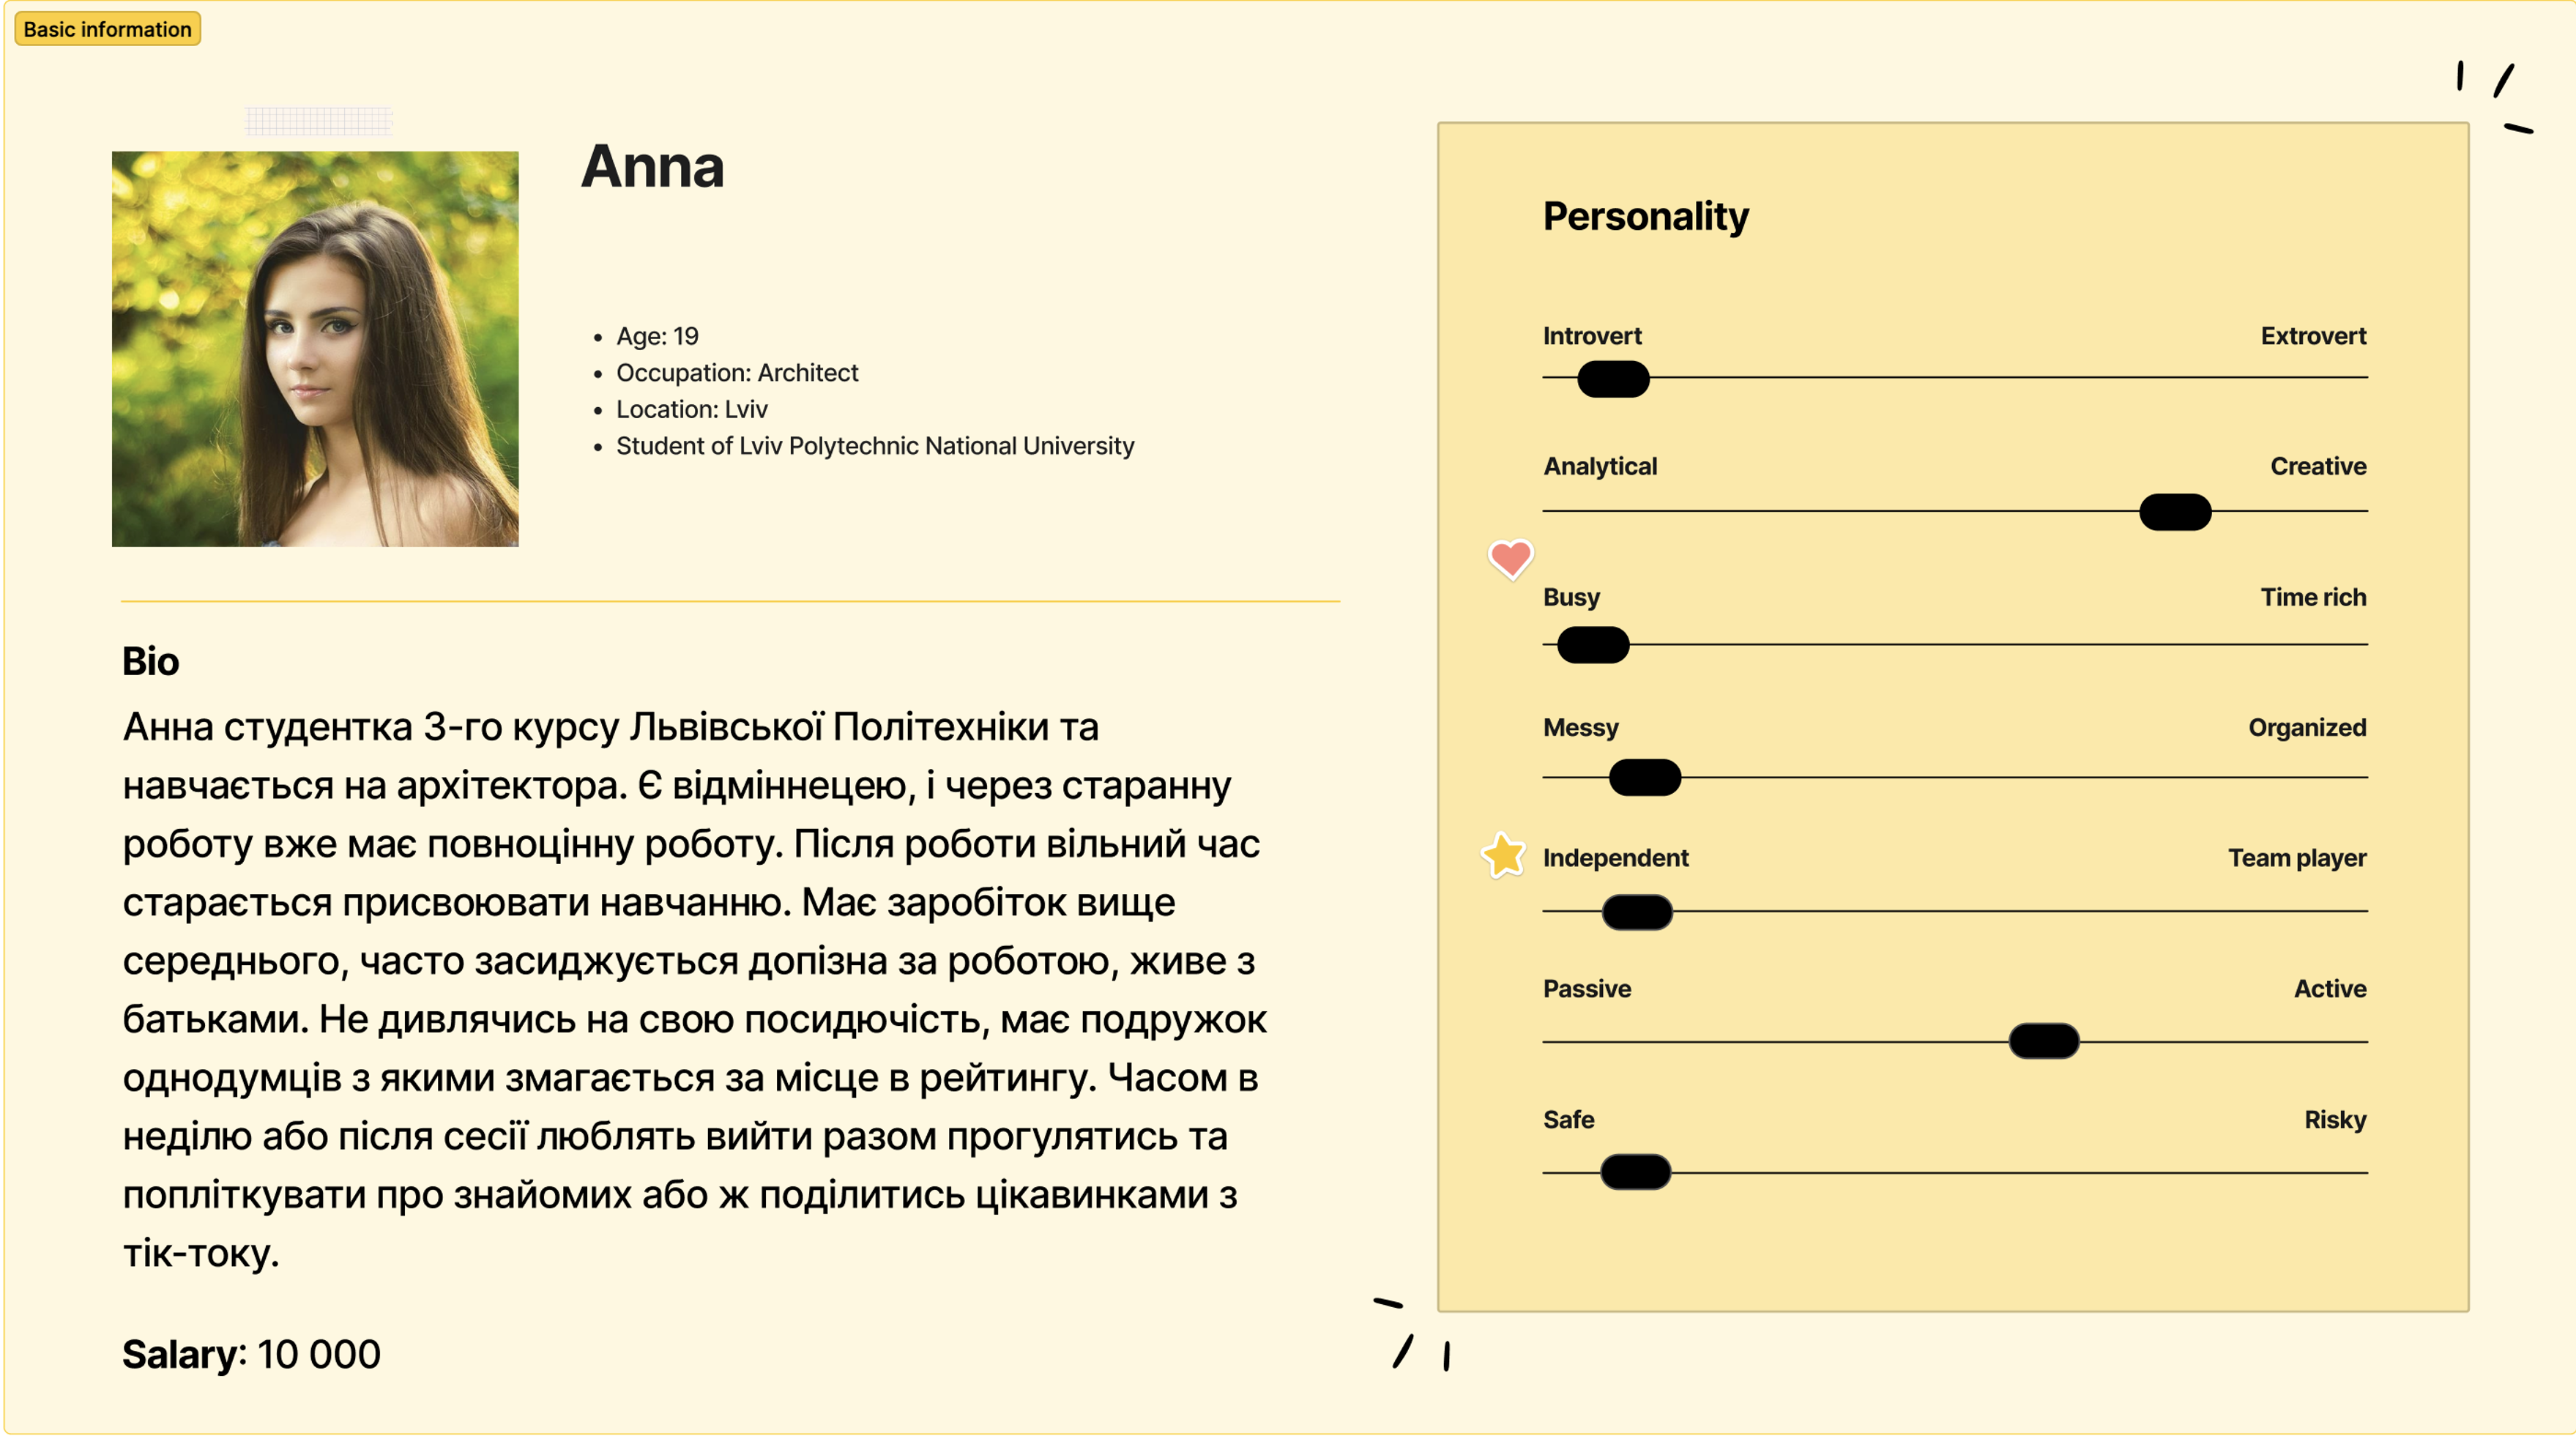 Basic information
Anna
• Age: 19
• Occupation: Architect
• Location: Lviv
• Student of Lviv Polytechnic National University
Bio
Анна студентка 3-го курсу Львівської Політехніки та
навчається на архітектора. Є відміннецею, і через старанну
роботу вже має повноцінну роботу. Після роботи вільний час
старається присвоювати навчанню. Має заробіток вище
середнього, часто засиджується допізна за роботою, живе з
батьками. Не дивлячись на свою посидючість, має подружок
однодумців з якими змагається за місце в рейтингу. Часом в
неділю або після сесії люблять вийти разом прогулятись та
попліткувати про знайомих або ж поділитись цікавинками з
тік-току.
Salary: 10 000
Personality
Introvert Extrovert
Analytical Creative
Busy Time rich
Messy Organized
Independent Team player
Passive Active
Safe Risky